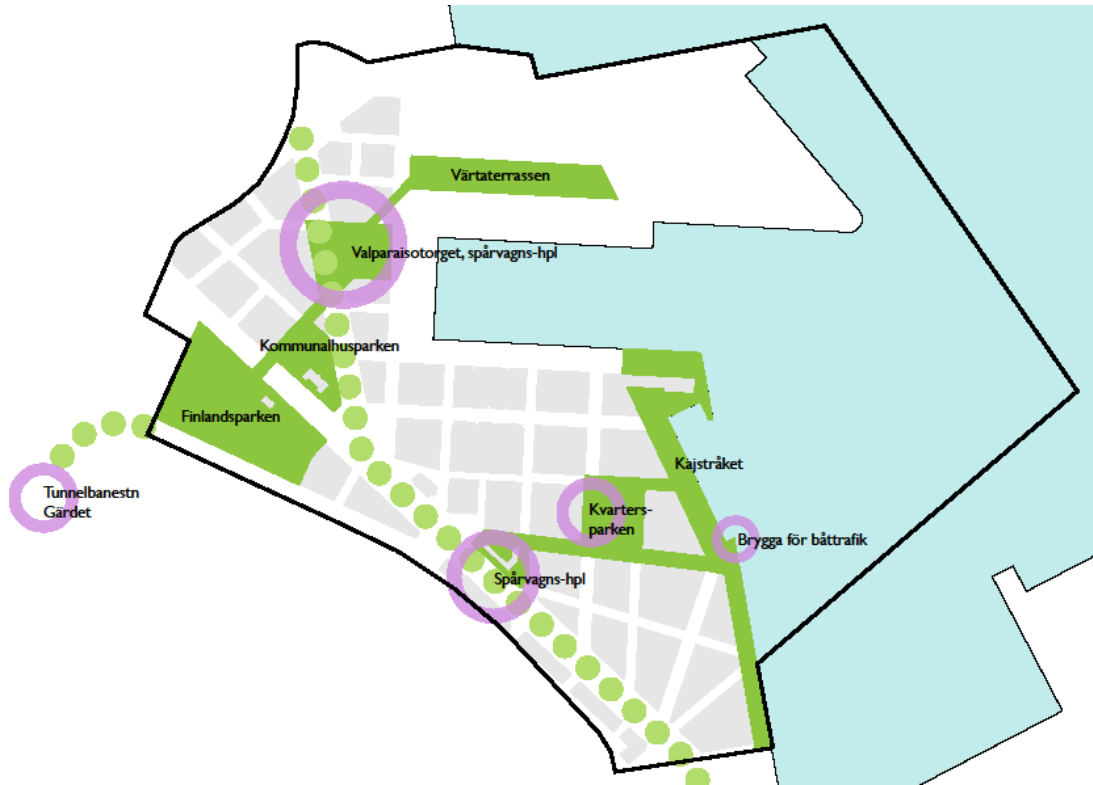 Värtaterrassen
Valparaisotorget, spårvagns-hpl
Kommunalhusparken
Finlandsparken
Kajstråket
Tunnelbanestn
Gärdet
Kvarters-
parken
Brygga för båttrafik
Spårvagns-hpl